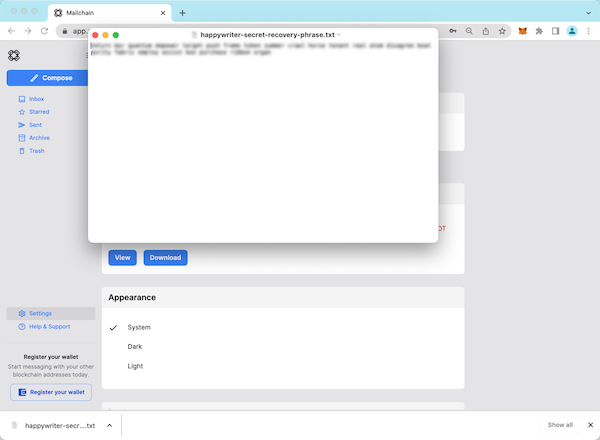 Mailchain
app.
happywriter-secret-recovery-phrase.txt
Compose
Inbox
Starred
Sent
Archive
Trash
OT
View
Download
Appearance
System
Dark
Light
Settings
Help & Support
Register your wallet
Start messaging with your other
blockchain addresses today.
Register your wallet
happywriter-secr....txt
Show all